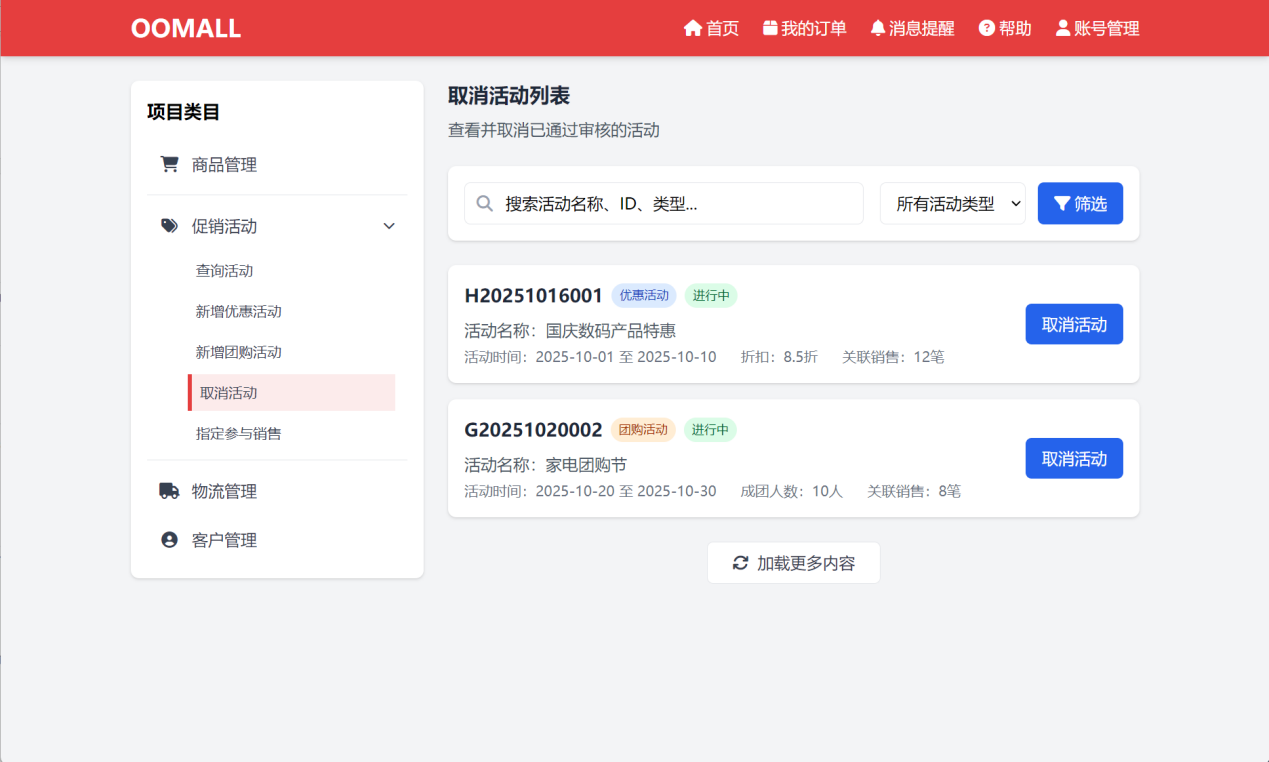 OOMALL
首页 我的订单 消息提醒 帮助 账号管理
项目类目
商品管理
促销活动
查询活动
新增优惠活动
新增团购活动
取消活动
指定参与销售
物流管理
客户管理
取消活动列表
查看并取消已通过审核的活动
搜索活动名称、ID、类型... 所有活动类型 筛选
H20251016001 优惠活动 进行中
活动名称：国庆数码产品特惠
活动时间：2025-10-01 至 2025-10-10 折扣：8.5折 关联销售：12笔
取消活动
G20251020002 团购活动 进行中
活动名称：家电团购节
活动时间：2025-10-20 至 2025-10-30 成团人数：10人 关联销售：8笔
取消活动
加载更多内容